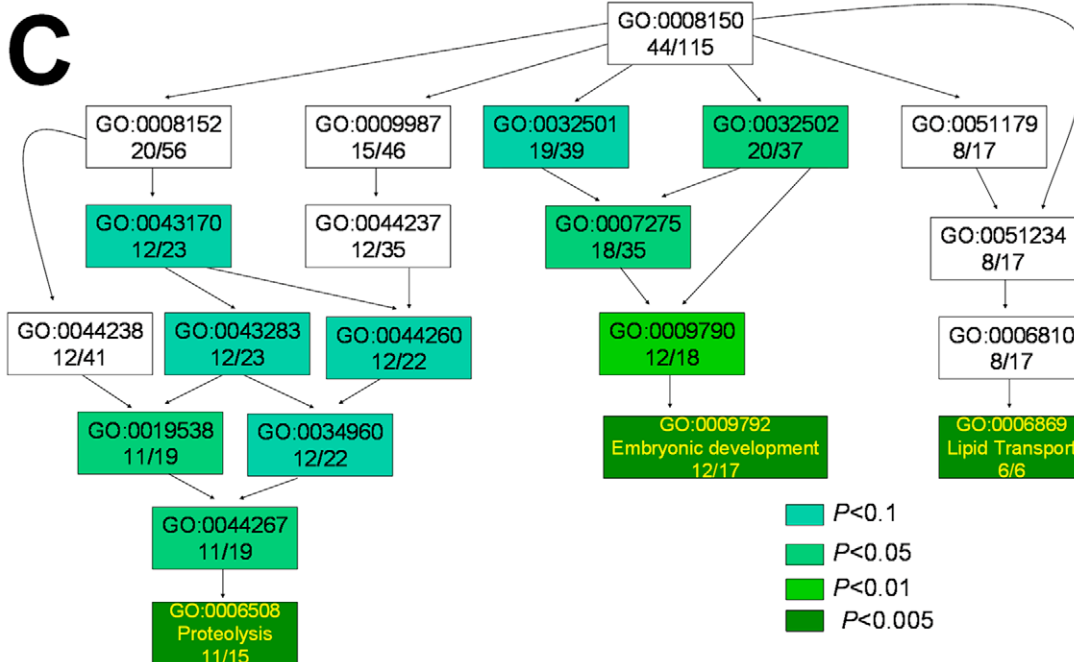 C
GO:0008150
44/115
GO:0008152
20/56
GO:0009987
15/46
GO:0032501
19/39
GO:0032502
20/37
GO:0051179
8/17
GO:0043170
12/23
GO:0044237
12/35
GO:0007275
18/35
GO:0051234
8/17
GO:0044238
12/41
GO:0043283
12/23
GO:0044260
12/22
GO:0009790
12/18
GO:0006810
8/17
GO:0019538
11/19
GO:0034960
12/22
GO:0009792
Embryonic development
12/17
GO:0006869
Lipid Transport
6/6
GO:0044267
11/19
GO:0006508
Proteolysis
11/15
P<0.1
P<0.05
P<0.01
P<0.005